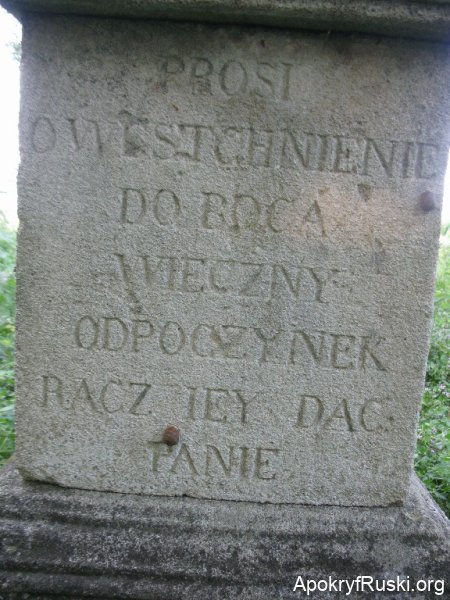 PROSI
O WESTCHNIENIE
DO BOGA
WIECZNY
ODPOCZYNEK
RACZ IEY DAC
PANIE
ApokryfRuski.org